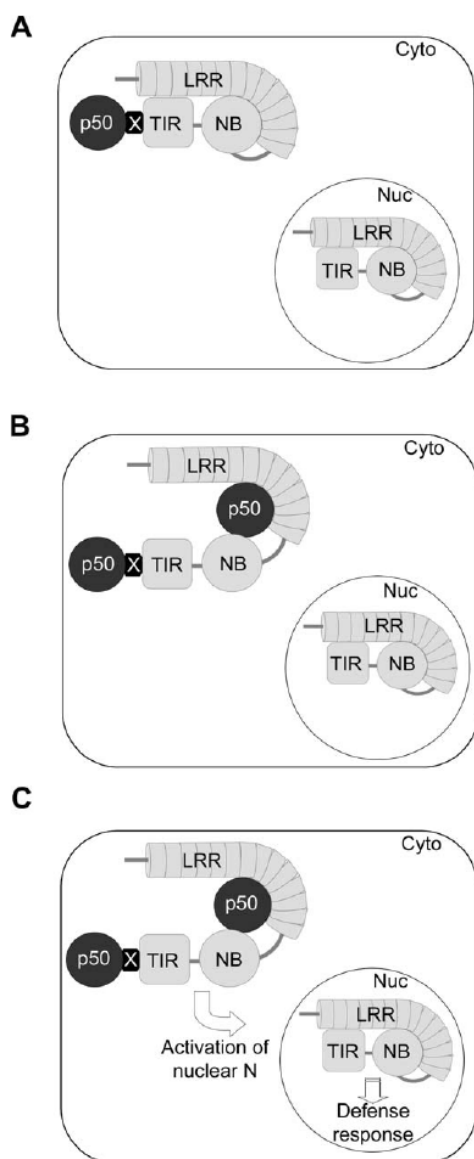 A
Cyto
LRR
p50 X TIR NB
Nuc
LRR
TIR NB
B
Cyto
LRR
p50
p50 X TIR NB
Nuc
LRR
TIR NB
C
Cyto
LRR
p50
p50 X TIR NB
Nuc
LRR
Activation of
nuclear N
TIR NB
Defense
response